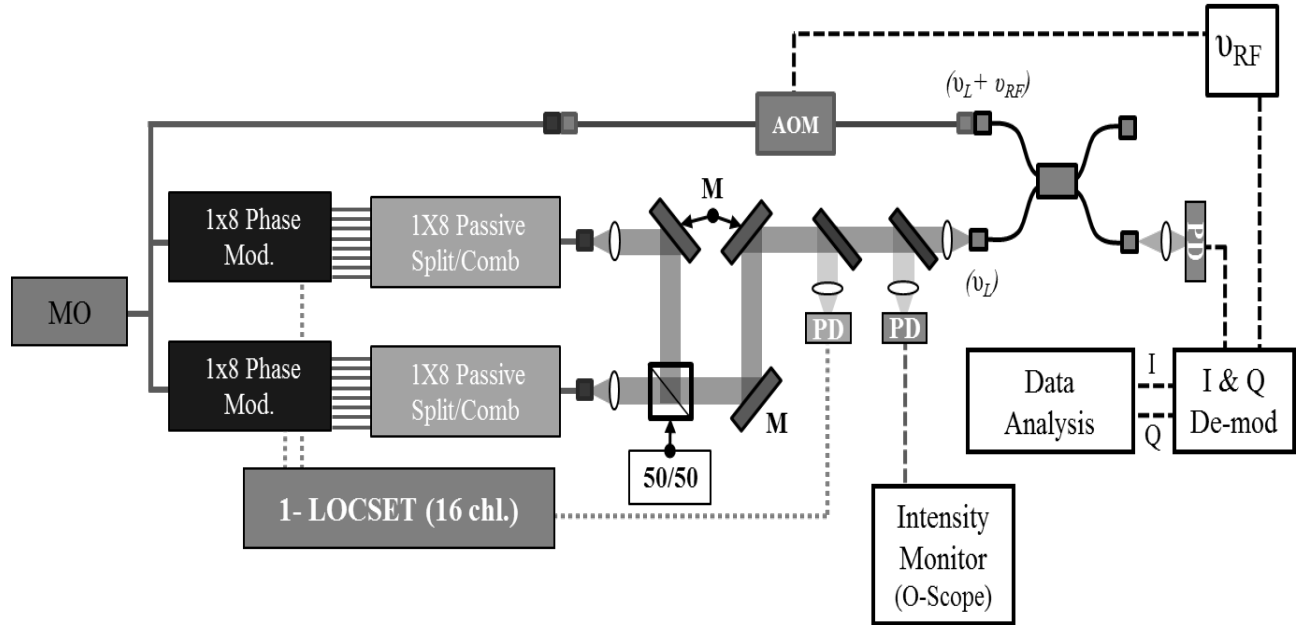 υRF
(υL + υRF)
AOM
M
1x8 Phase
Mod.
1X8 Passive
Split/Comb
MO
(υL)
PD
PD
PD
1x8 Phase
Mod.
1X8 Passive
Split/Comb
M
50/50
1- LOCSET (16 chl.)
Intensity
Monitor
(O-Scope)
Data
Analysis
I
Q
I & Q
De-mod